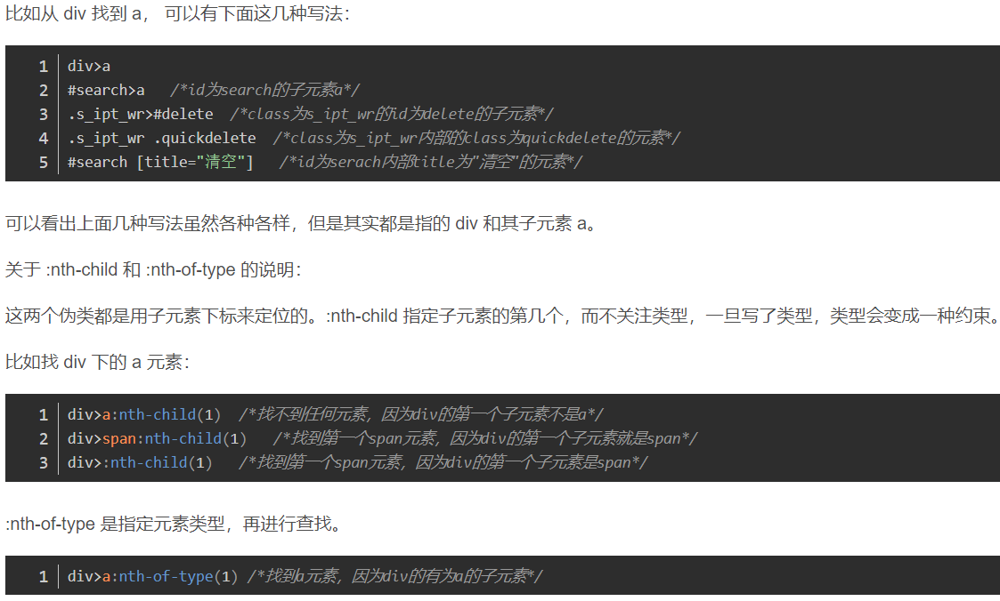 比如从 div 找到 a， 可以有下面这几种写法：
1 div>a
2 #search>a /*id为search的子元素a*/
3 .s_ipt_wr>#delete /*class为s_ipt_wr的id为delete的子元素*/
4 .s_ipt_wr .quickdelete /*class为s_ipt_wr内部的class为quickdelete的元素*/
5 #search [title="清空"] /*id为serach内部title为"清空"的元素*/
可以看出上面几种写法虽然各种各样，但是其实都是指的 div 和其子元素 a。
关于 :nth-child 和 :nth-of-type 的说明：
这两个伪类都是用子元素下标来定位的。:nth-child 指定子元素的第几个，而不关注类型，一旦写了类型，类型会变成一种约束。
比如找 div 下的 a 元素：
1 div>a:nth-child(1) /*找不到任何元素，因为div的第一个子元素不是a*/
2 div>span:nth-child(1) /*找到第一个span元素，因为div的第一个子元素就是span*/
3 div>:nth-child(1) /*找到第一个span元素，因为div的第一个子元素是span*/
:nth-of-type 是指定元素类型，再进行查找。
1 div>a:nth-of-type(1) /*找到a元素，因为div的有为a的子元素*/